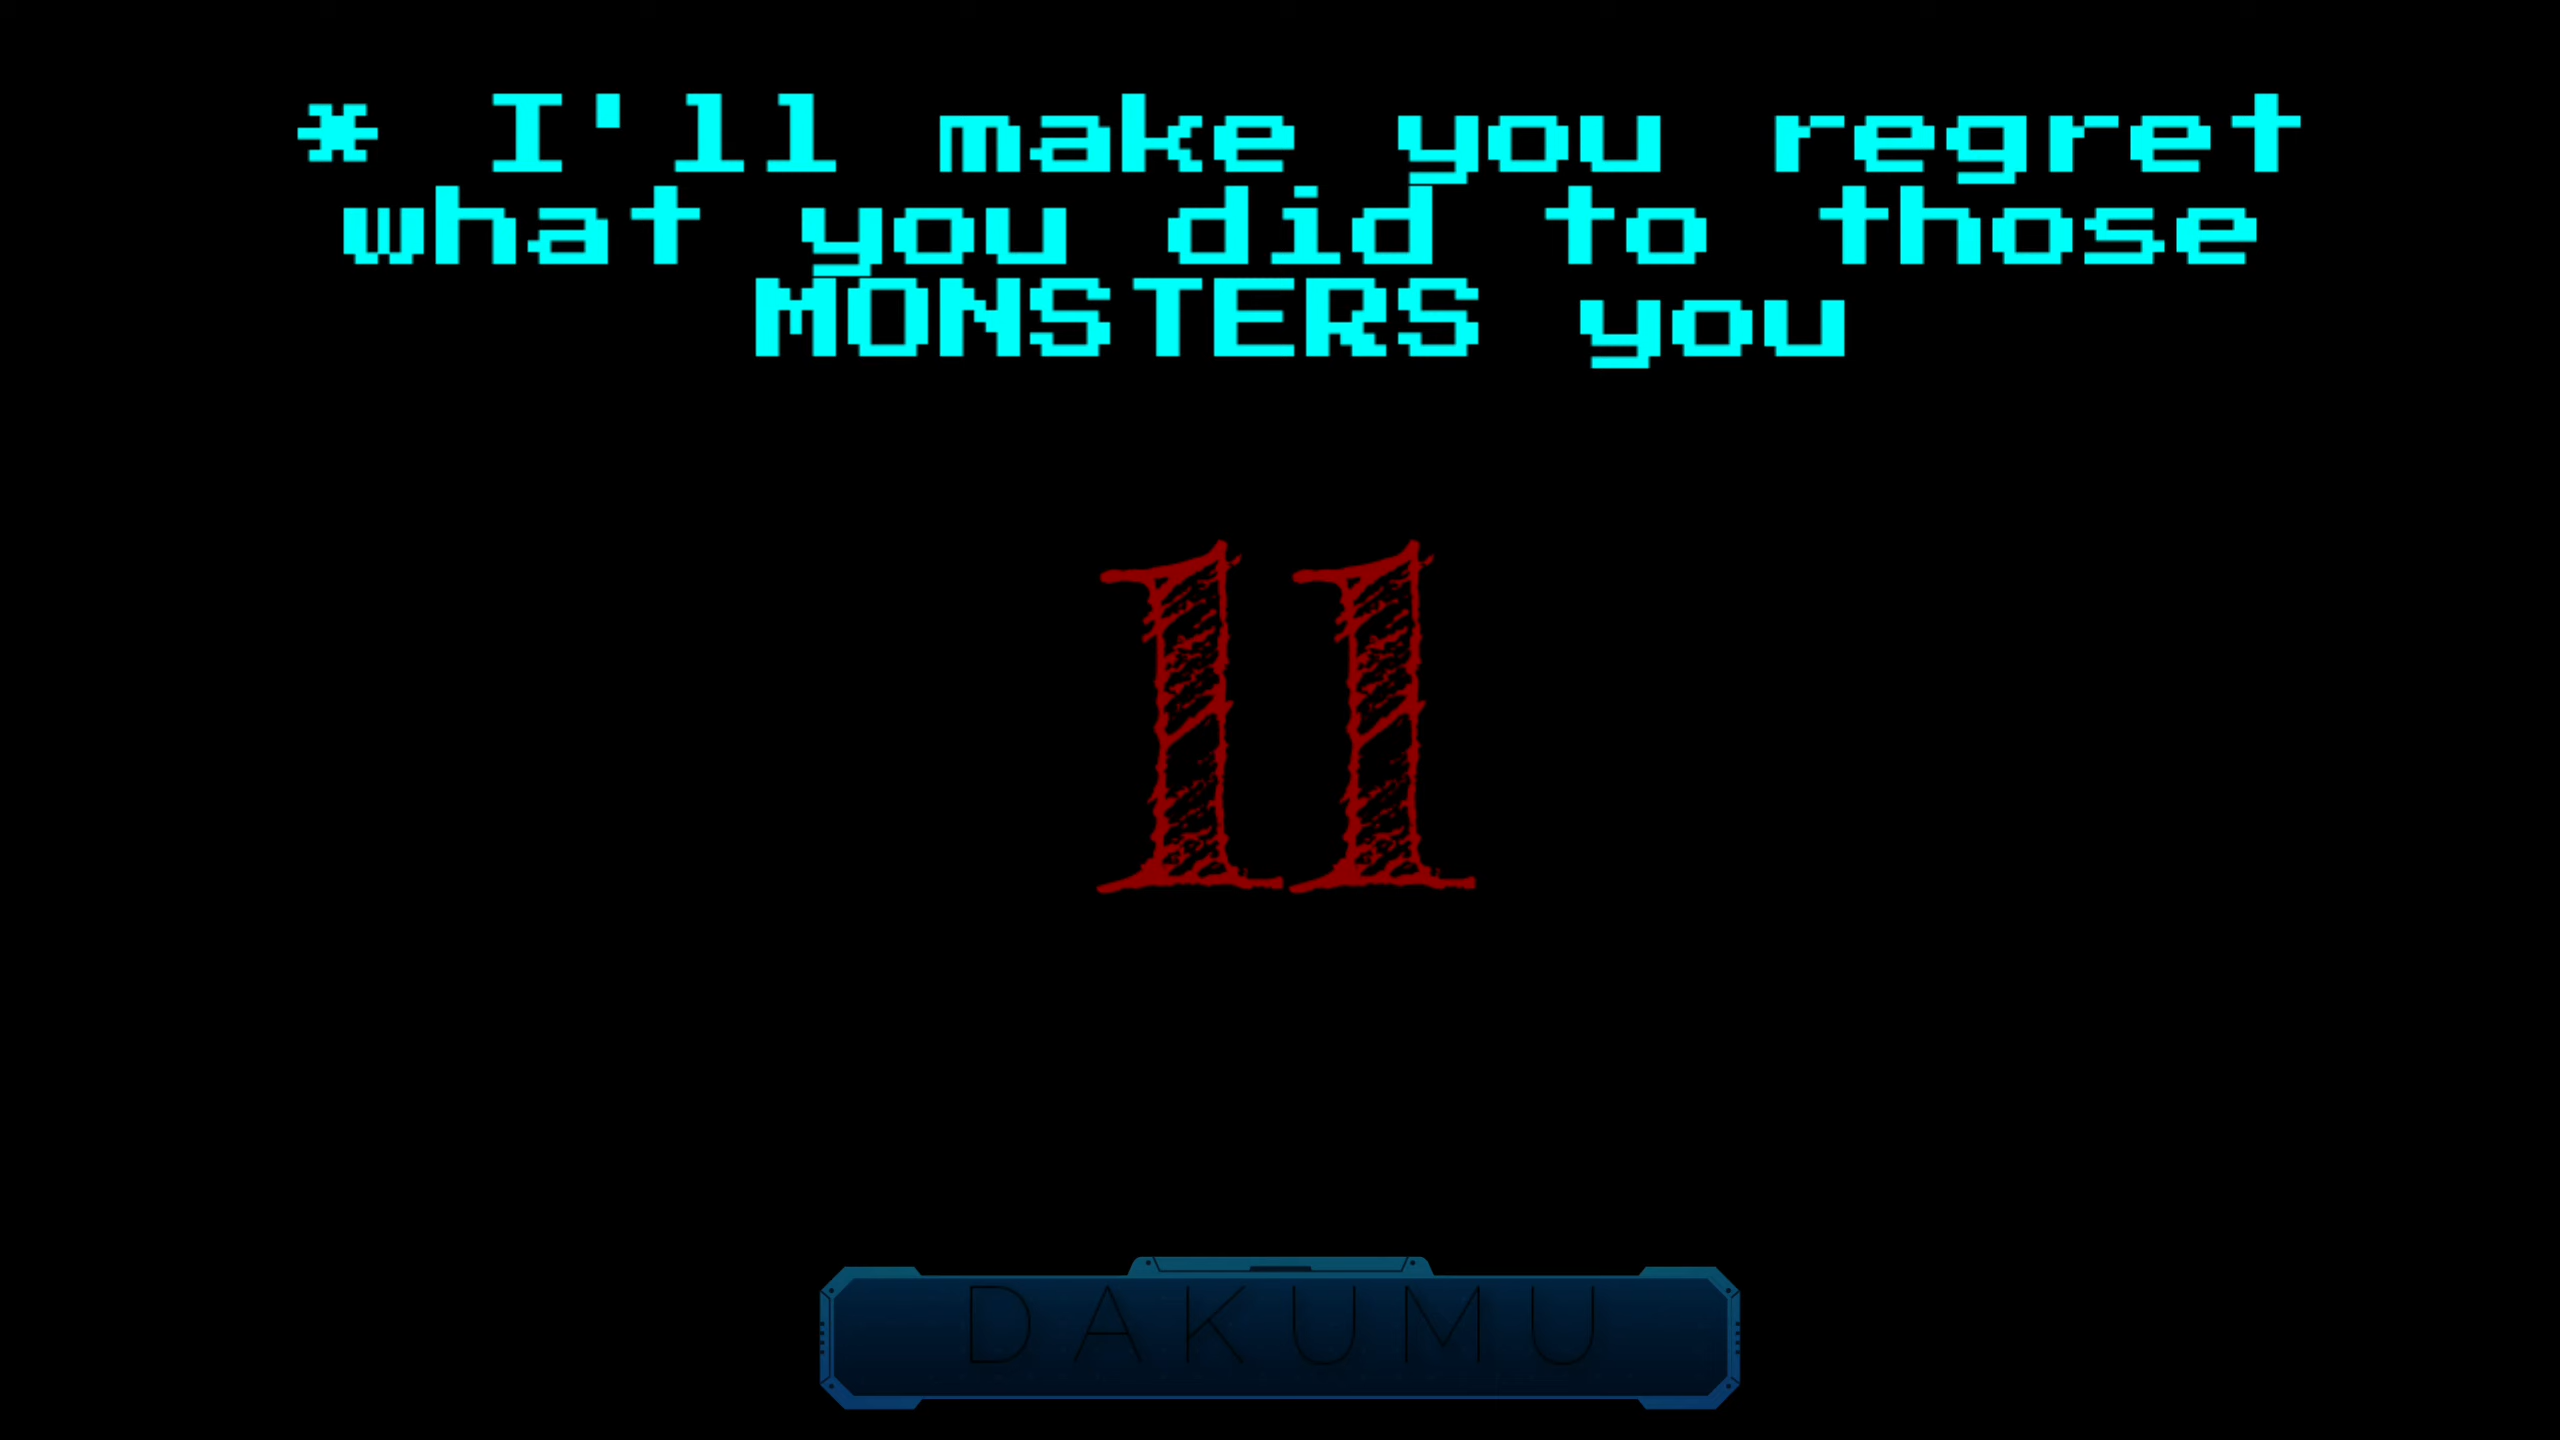 * I'll make you regret
what you did to those
MONSTERS you
11
DAKUMU